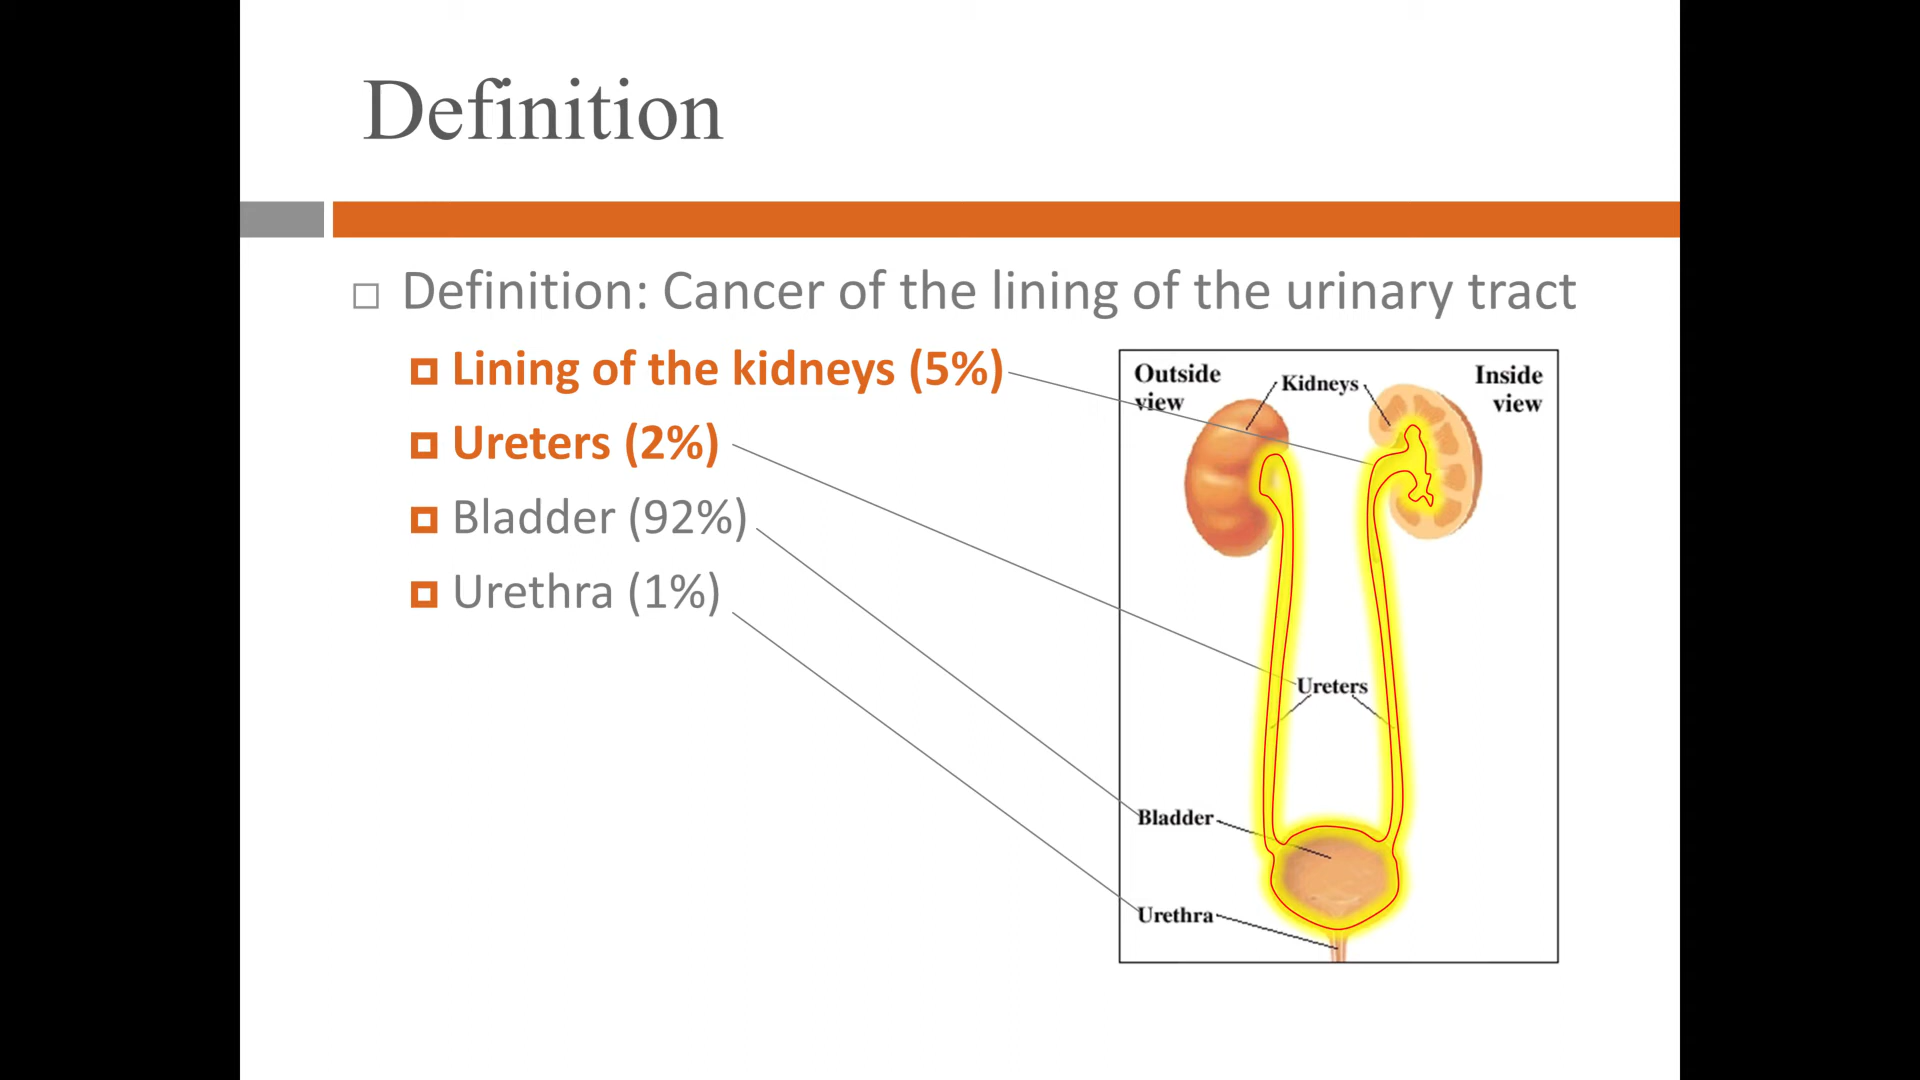 Definition
Definition: Cancer of the lining of the urinary tract
Lining of the kidneys (5%)
Ureters (2%)
Bladder (92%)
Urethra (1%)
Outside
view
Kidneys
Inside
view
Ureters
Bladder
Urethra